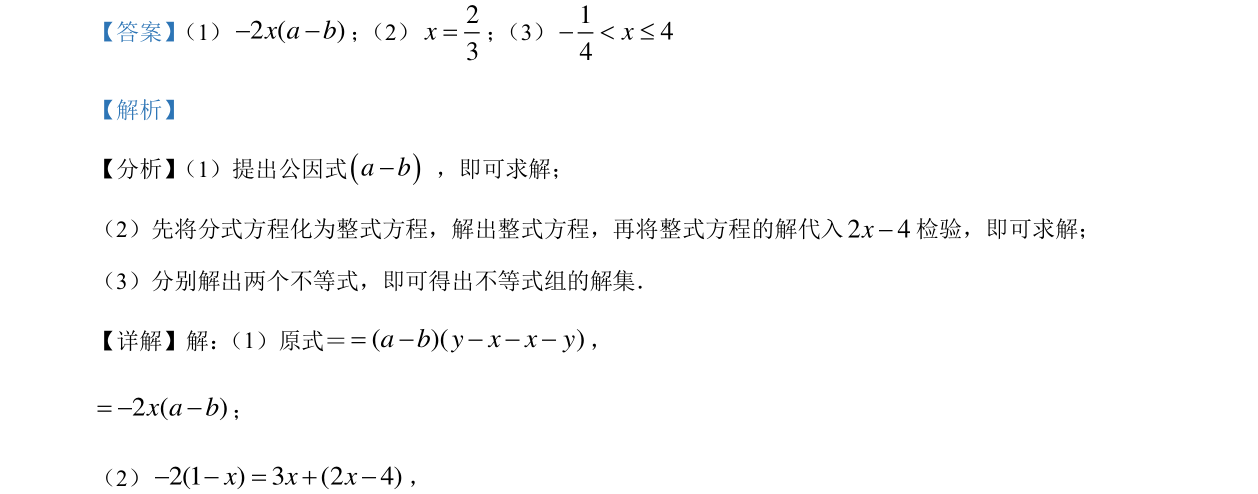 【答案】（1）−2x(a−b)；（2）x=2/3；（3）−1/4<x≤4
【解析】
【分析】（1）提出公因式(a−b) ，即可求解；
（2）先将分式方程化为整式方程，解出整式方程，再将整式方程的解代入2x−4检验，即可求解；
（3）分别解出两个不等式，即可得出不等式组的解集．
【详解】解：（1）原式＝=(a−b)(y−x−x−y)，
=−2x(a−b)；
（2）−2(1−x)=3x+(2x−4)，